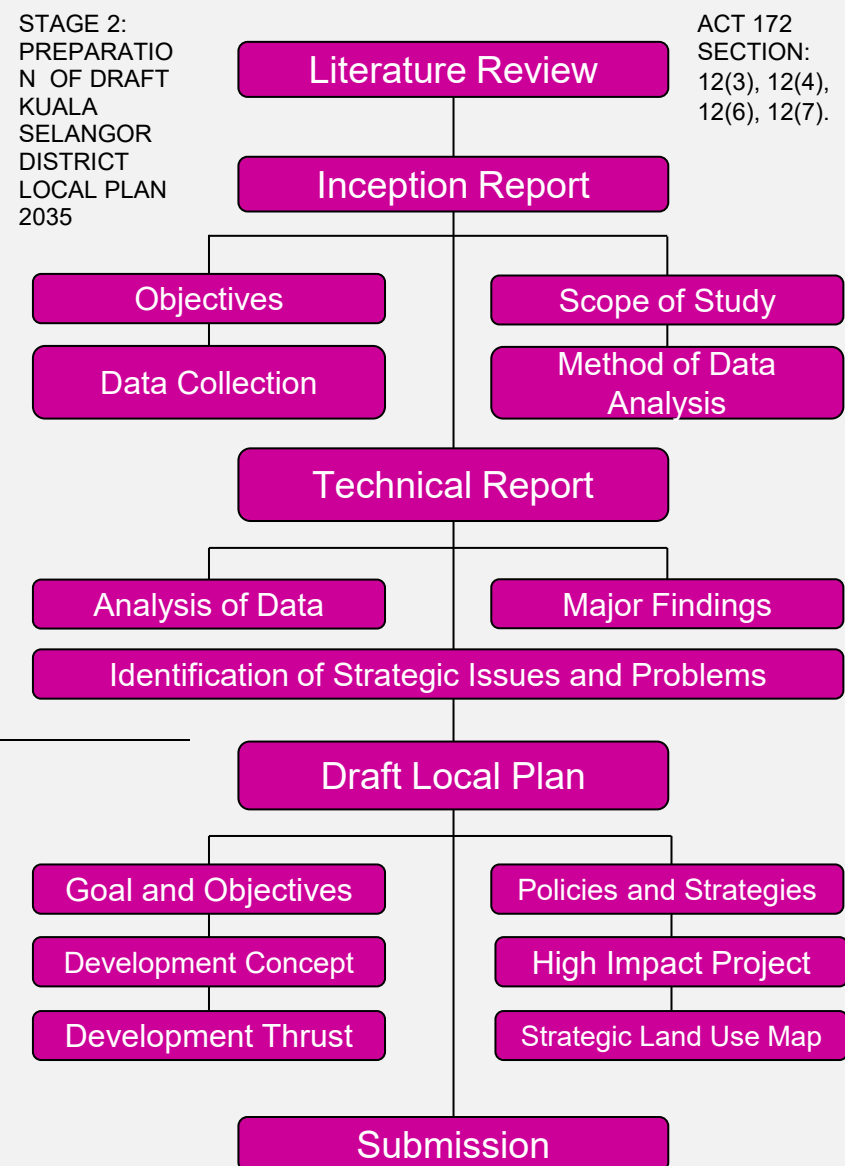 STAGE 2:
PREPARATIO
N OF DRAFT
KUALA
SELANGOR
DISTRICT
LOCAL PLAN
2035
ACT 172
SECTION:
12(3), 12(4),
12(6), 12(7).
Literature Review
Inception Report
Objectives
Scope of Study
Data Collection
Method of Data
Analysis
Technical Report
Analysis of Data
Major Findings
Identification of Strategic Issues and Problems
Draft Local Plan
Goal and Objectives
Policies and Strategies
Development Concept
High Impact Project
Development Thrust
Strategic Land Use Map
Submission